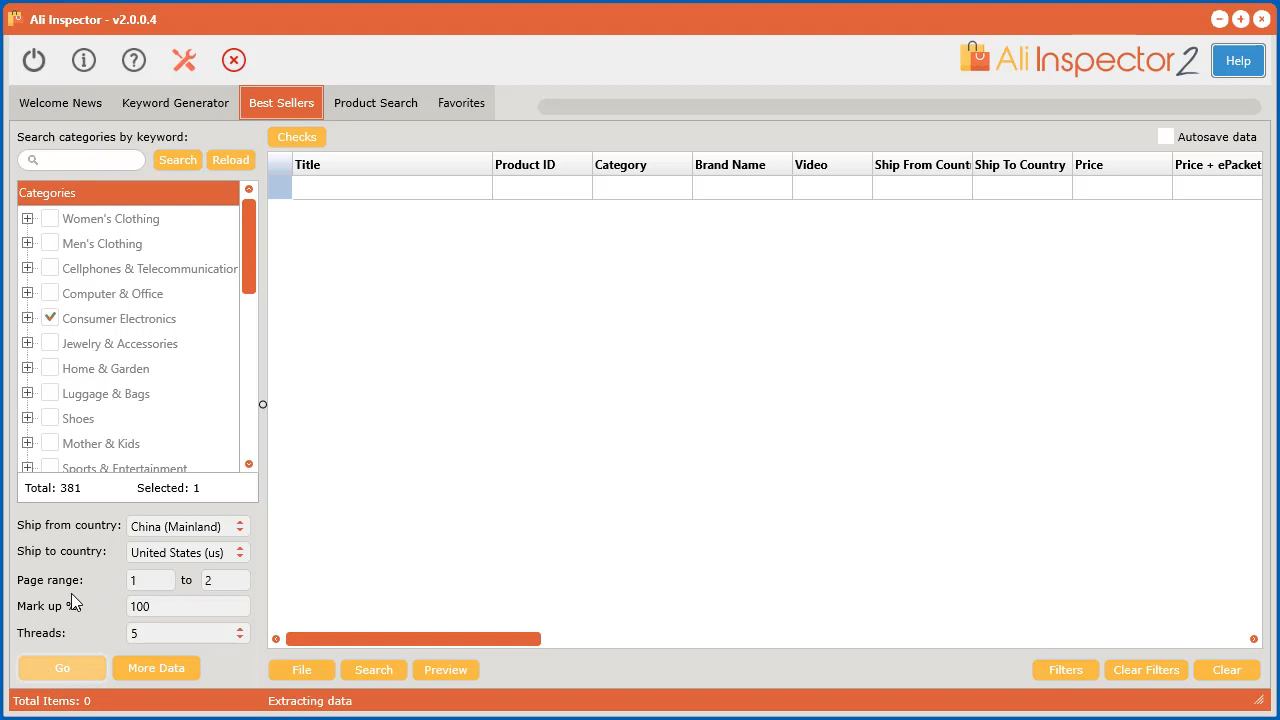 Ali Inspector - v2.0.0.4
Ali Inspector 2
Help
Welcome News
Keyword Generator
Best Sellers
Product Search
Favorites
Search categories by keyword:
Search
Reload
Checks
Autosave data
Categories
Women's Clothing
Men's Clothing
Cellphones & Telecommunication
Computer & Office
Consumer Electronics
Jewelry & Accessories
Home & Garden
Luggage & Bags
Shoes
Mother & Kids
Sports & Entertainment
Total: 381 Selected: 1
Title Product ID Category Brand Name Video Ship From Count Ship To Country Price Price + ePacket
Ship from country: China (Mainland)
Ship to country: United States (us)
Page range: 1 to 2
Mark up % 100
Threads: 5
Go
More Data
File
Search
Preview
Filters
Clear Filters
Clear
Total Items: 0
Extracting data